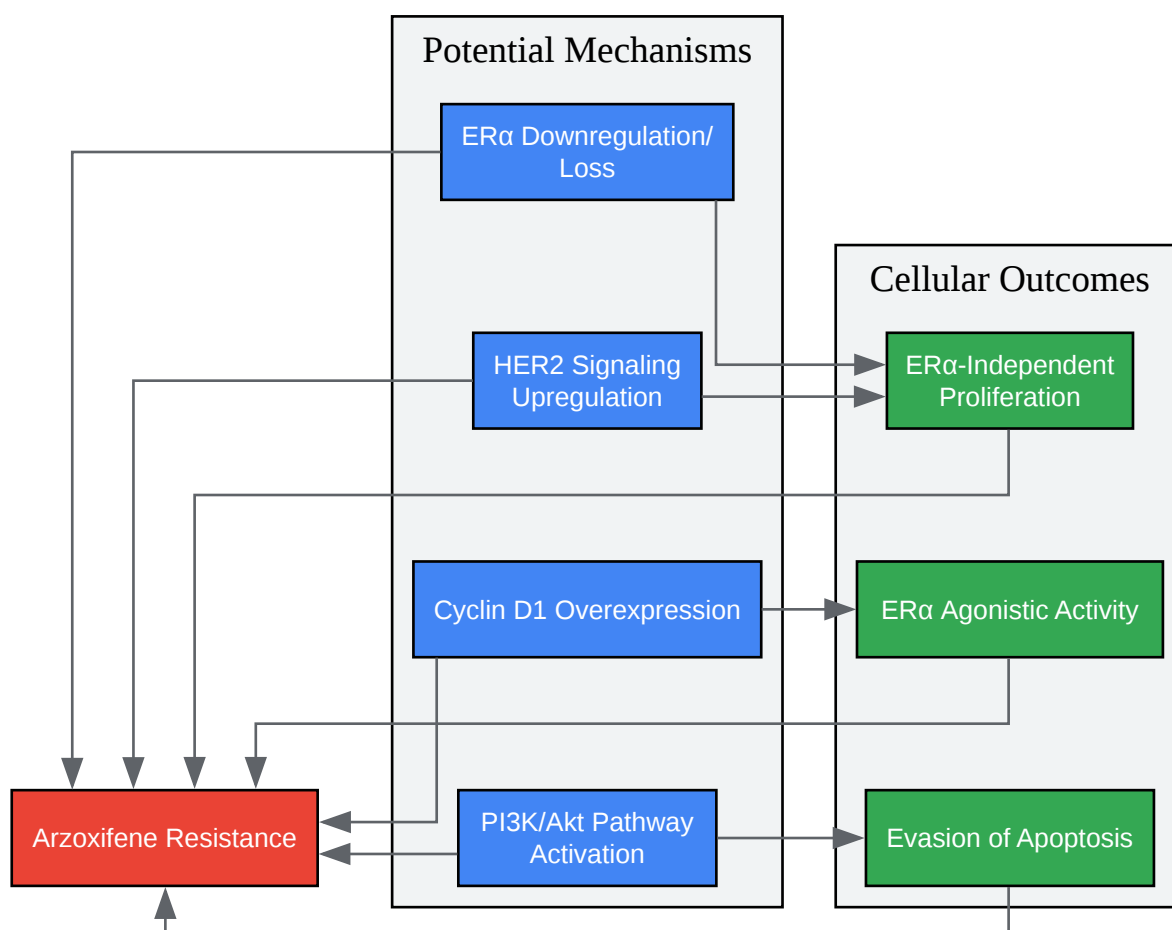 Potential Mechanisms
ERα Downregulation/
Loss
Cellular Outcomes
HER2 Signaling
Upregulation
ERα-Independent
Proliferation
Cyclin D1 Overexpression
ERα Agonistic Activity
Arzoxifene Resistance
PI3K/Akt Pathway
Activation
Evasion of Apoptosis